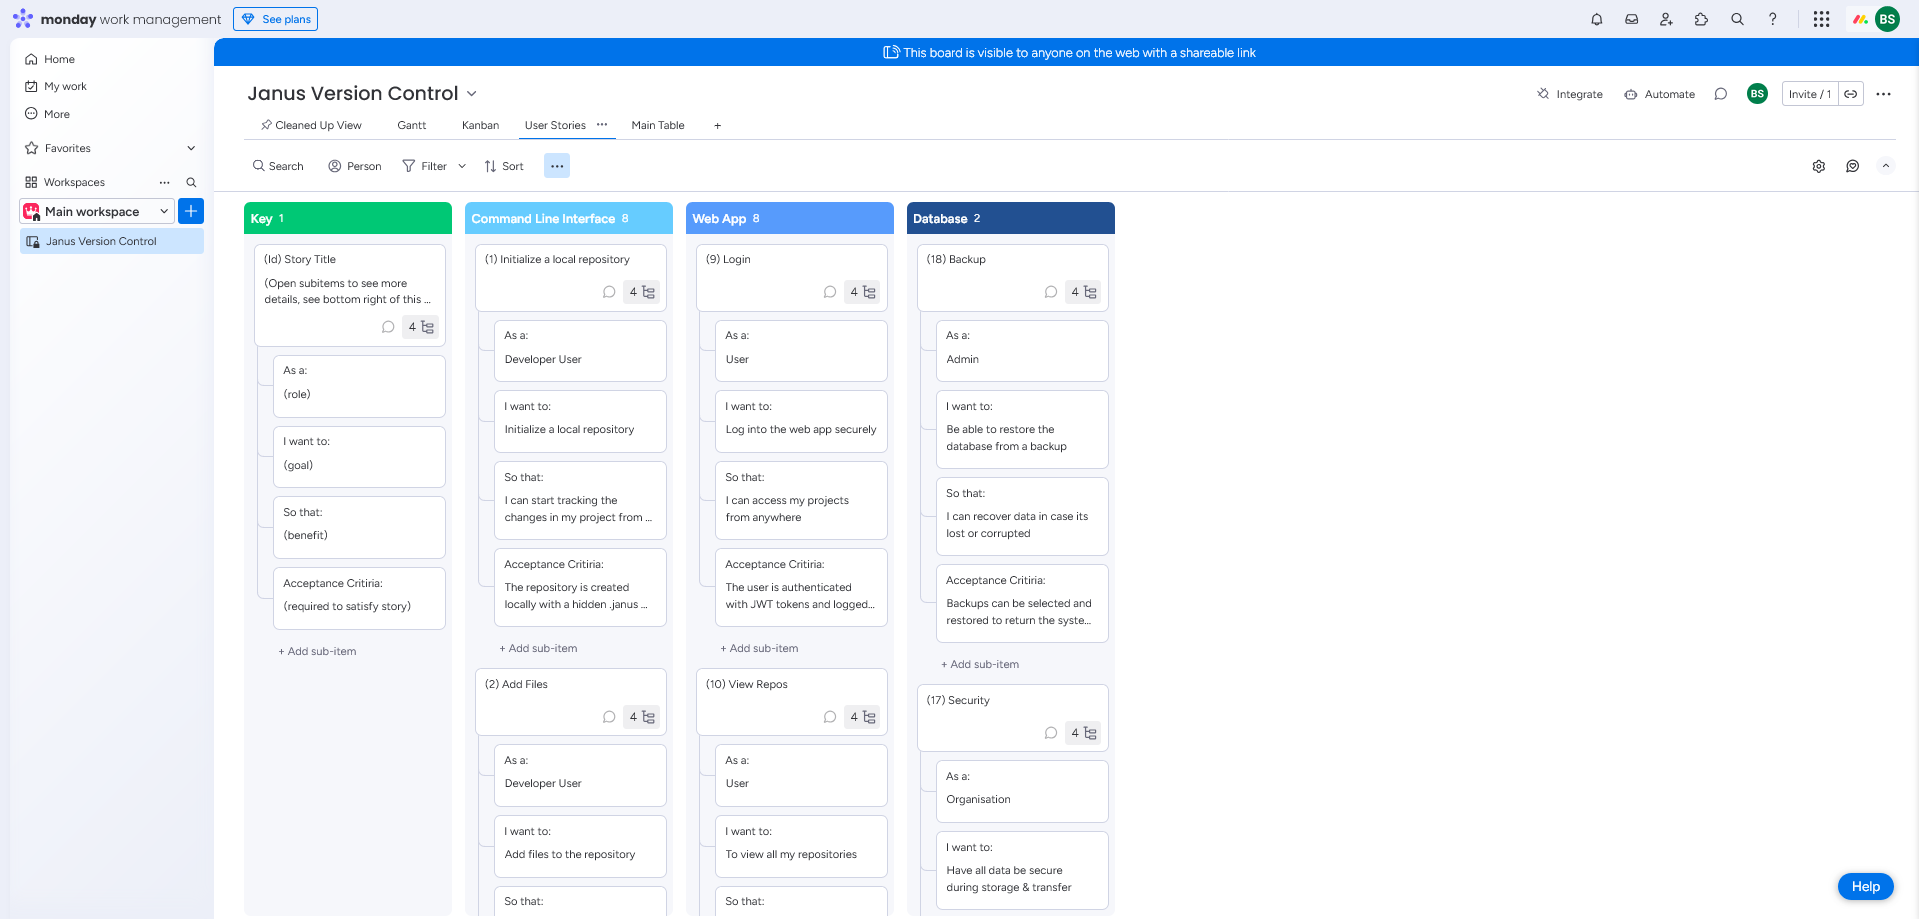 monday work management
See plans
BS
Home
My work
More
Favorites
Workspaces
Main workspace
Janus Version Control
This board is visible to anyone on the web with a shareable link
Janus Version Control
Integrate
Automate
BS
Invite / 1
Cleaned Up View
Gantt
Kanban
User Stories
Main Table
+
Search
Person
Filter
Sort
Key 1
(Id) Story Title
(Open subitems to see more
details, see bottom right of this ...
4
As a:
(role)
I want to:
(goal)
So that:
(benefit)
Acceptance Critiria:
(required to satisfy story)
+ Add sub-item
Command Line Interface 8
(1) Initialize a local repository
4
As a:
Developer User
I want to:
Initialize a local repository
So that:
I can start tracking the
changes in my project from ...
Acceptance Critiria:
The repository is created
locally with a hidden .janus ...
+ Add sub-item
(2) Add Files
4
As a:
Developer User
I want to:
Add files to the repository
So that:
Web App 8
(9) Login
4
As a:
User
I want to:
Log into the web app securely
So that:
I can access my projects
from anywhere
Acceptance Critiria:
The user is authenticated
with JWT tokens and logged...
+ Add sub-item
(10) View Repos
4
As a:
User
I want to:
To view all my repositories
So that:
Database 2
(18) Backup
4
As a:
Admin
I want to:
Be able to restore the
database from a backup
So that:
I can recover data in case its
lost or corrupted
Acceptance Critiria:
Backups can be selected and
restored to return the syste...
+ Add sub-item
(17) Security
4
As a:
Organisation
I want to:
Have all data be secure
during storage & transfer
Help